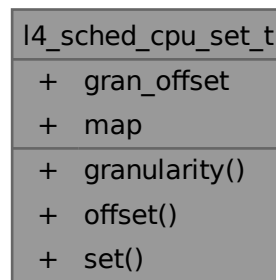 l4_sched_cpu_set_t
+ gran_offset
+ map
+ granularity()
+ offset()
+ set()